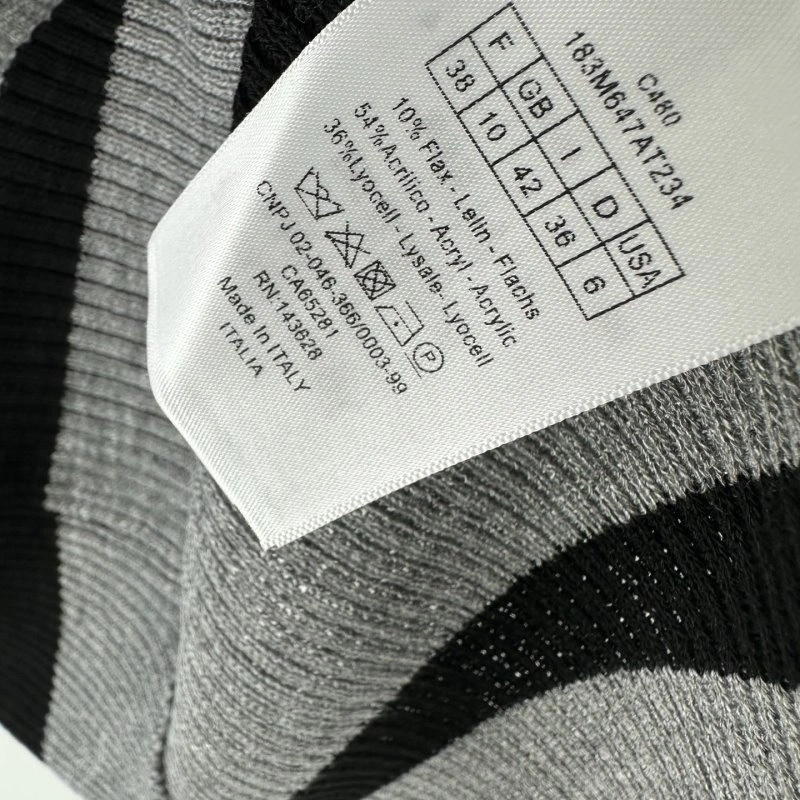 C480
183M647AT234
F GB I D USA
38 10 42 36 6
10% Flax - Leiin - Flachs
54%Acrilico - Acryl - Acrylic
36%Lyocell - Lysale- Lyocell
P
CNPJ 02-046-366/0003-99
CA65281
RN:143628
Made In ITALY
ITALIA